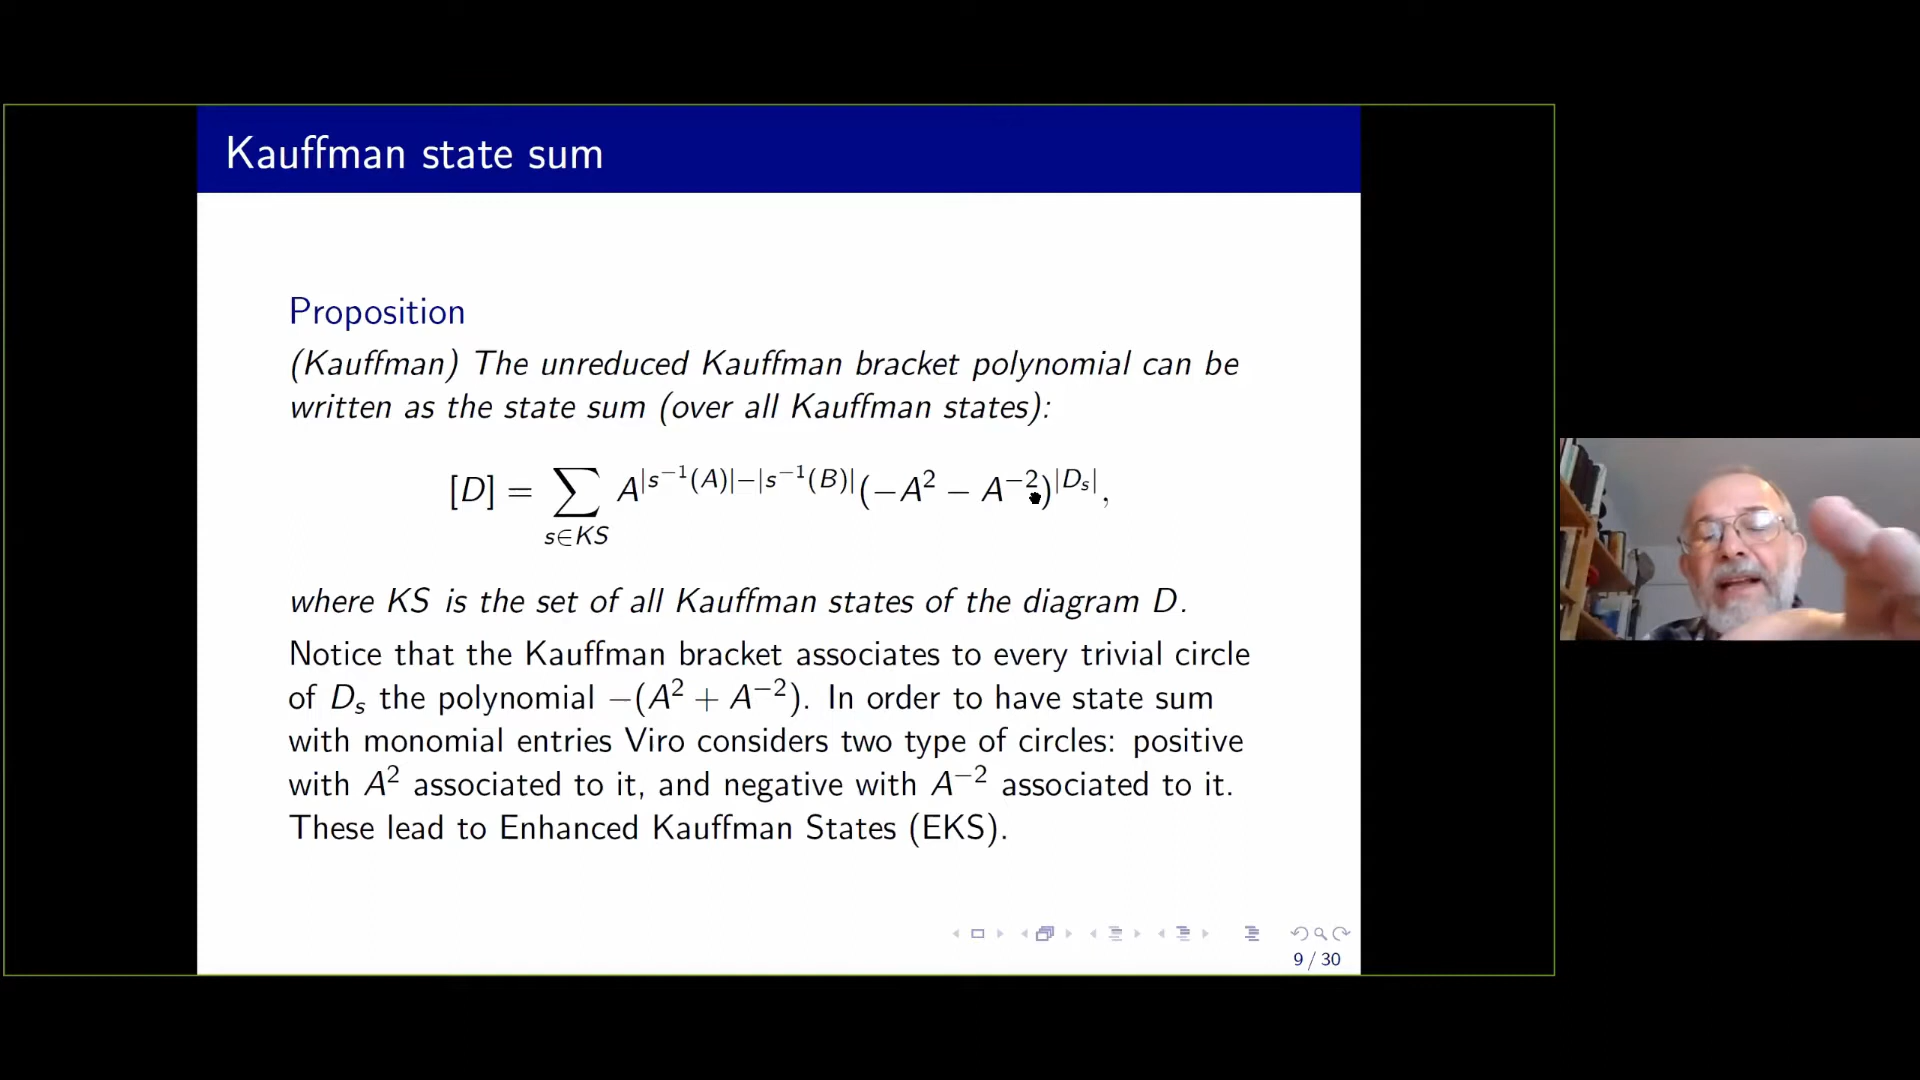 Kauffman state sum
Proposition
(Kauffman) The unreduced Kauffman bracket polynomial can be
written as the state sum (over all Kauffman states):
[D] = ∑_{s∈KS} A^{|s^{-1}(A)|−|s^{-1}(B)|}(−A^2 − A^{−2})^{|D_s|},
where KS is the set of all Kauffman states of the diagram D.
Notice that the Kauffman bracket associates to every trivial circle
of D_s the polynomial −(A^2 + A^{−2}). In order to have state sum
with monomial entries Viro considers two type of circles: positive
with A^2 associated to it, and negative with A^{−2} associated to it.
These lead to Enhanced Kauffman States (EKS).
9 / 30